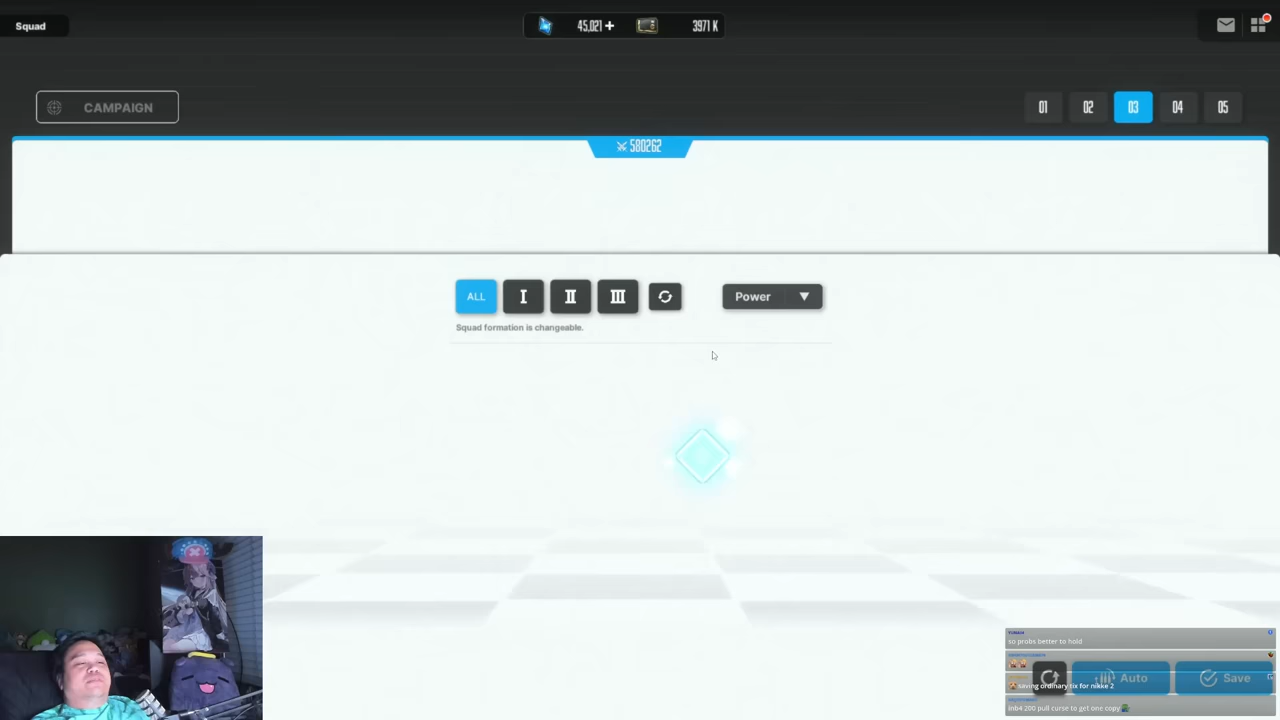 Squad
45,021 +
3971 K
CAMPAIGN
01
02
03
04
05
580262
ALL
I
II
III
Power
Squad formation is changeable.
so probs better to hold
Auto
Save
saving ordinary tix for nikke 2
inb4 200 pull curse to get one copy